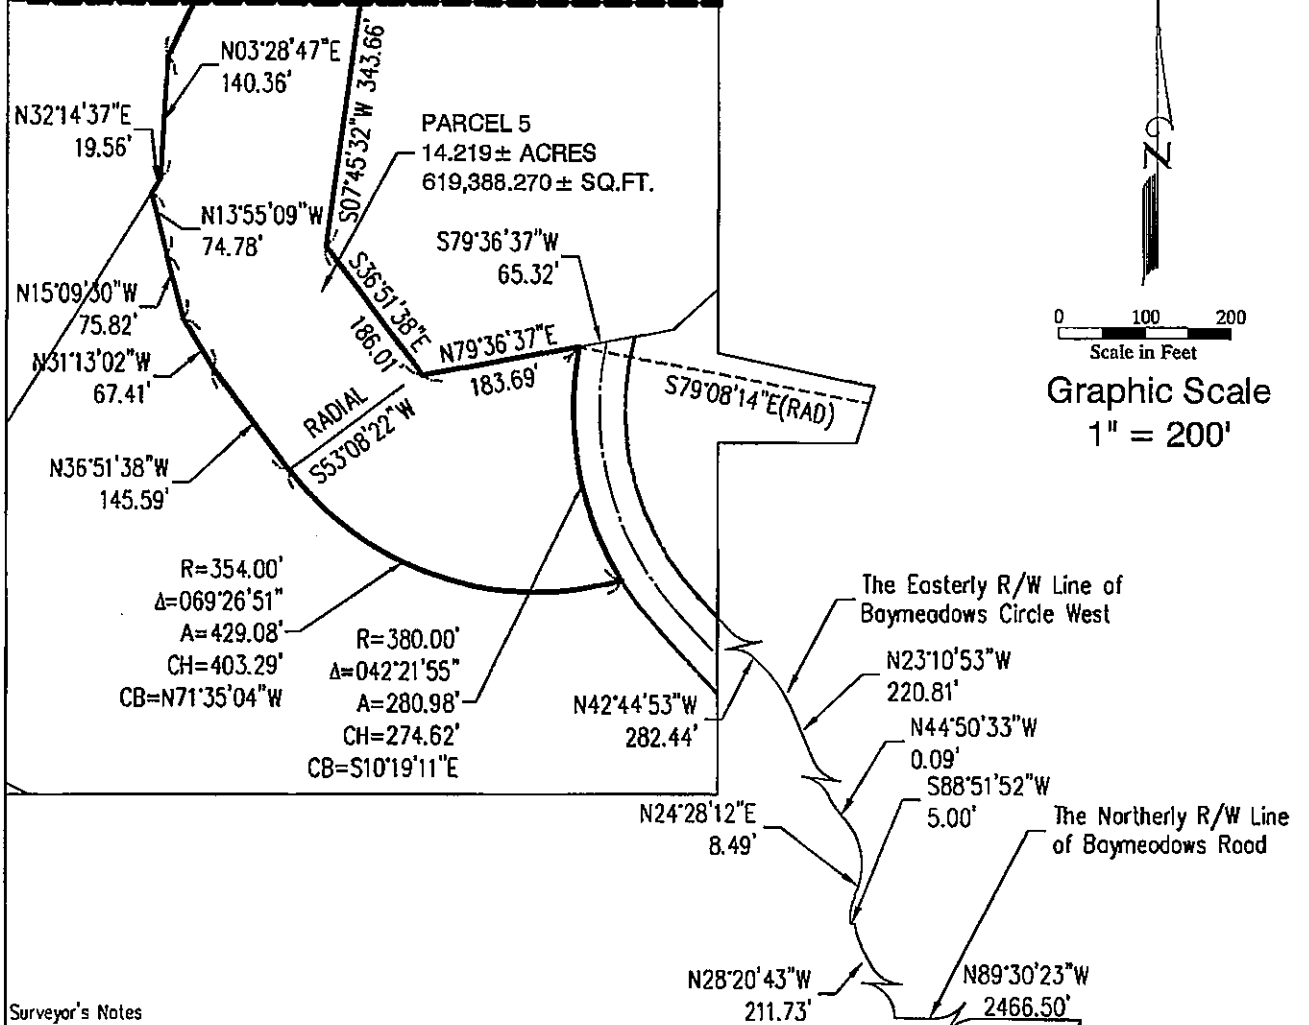 N03°28'47"E
140.36'
N32°14'37"E
19.56'
S07°45'32"W 343.66'
PARCEL 5
14.219± ACRES
619,388.270± SQ.FT.
N
0 100 200
Scale in Feet
Graphic Scale
1" = 200'
N13°55'09"W
74.78'
S79°36'37"W
65.32'
N15°09'30"W
75.82'
S36°51'38"E
186.01'
N79°36'37"E
183.69'
S79°08'14"E(RAD)
N31°13'02"W
67.41'
RADIAL
S53°08'22"W
N36°51'38"W
145.59'
R=354.00'
Δ=069°26'51"
A=429.08'
CH=403.29'
CB=N71°35'04"W
R=380.00'
Δ=042°21'55"
A=280.98'
CH=274.62'
CB=S10°19'11"E
The Easterly R/W Line of
Baymeadows Circle West
N23°10'53"W
220.81'
N42°44'53"W
282.44'
N44°50'33"W
0.09'
S88°51'52"W
5.00'
N24°28'12"E
8.49'
The Northerly R/W Line
of Baymeadows Road
N28°20'43"W
211.73'
N89°30'23"W
2466.50'
Surveyor's Notes